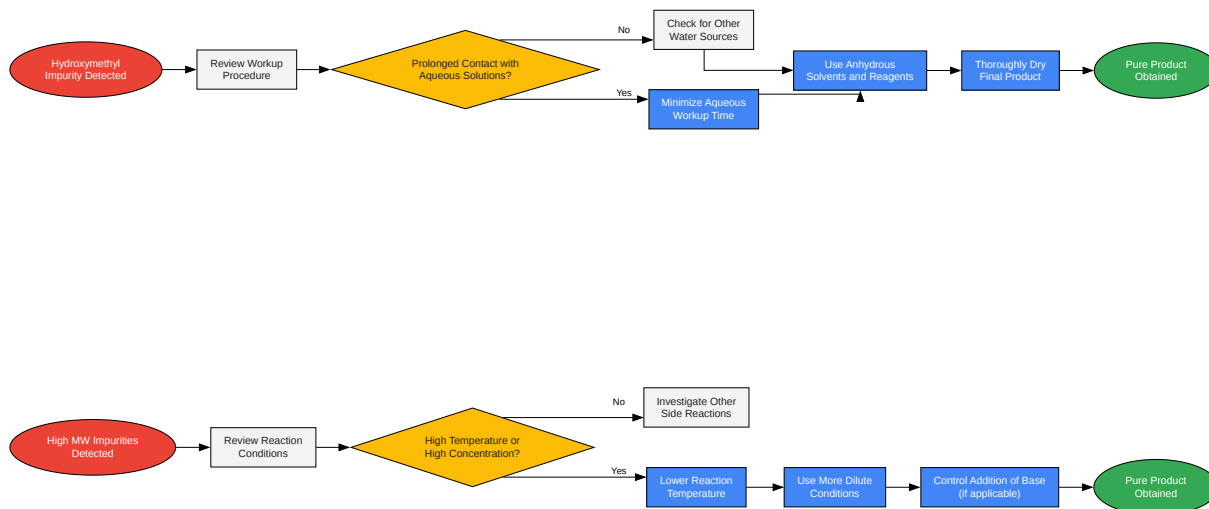 Hydroxymethyl
Impurity Detected
Review Workup
Procedure
Prolonged Contact with
Aqueous Solutions?
No
Check for Other
Water Sources
Yes
Minimize Aqueous
Workup Time
Use Anhydrous
Solvents and Reagents
Thoroughly Dry
Final Product
Pure Product
Obtained
High MW Impurities
Detected
Review Reaction
Conditions
High Temperature or
High Concentration?
No
Investigate Other
Side Reactions
Yes
Lower Reaction
Temperature
Use More Dilute
Conditions
Control Addition of Base
(if applicable)
Pure Product
Obtained